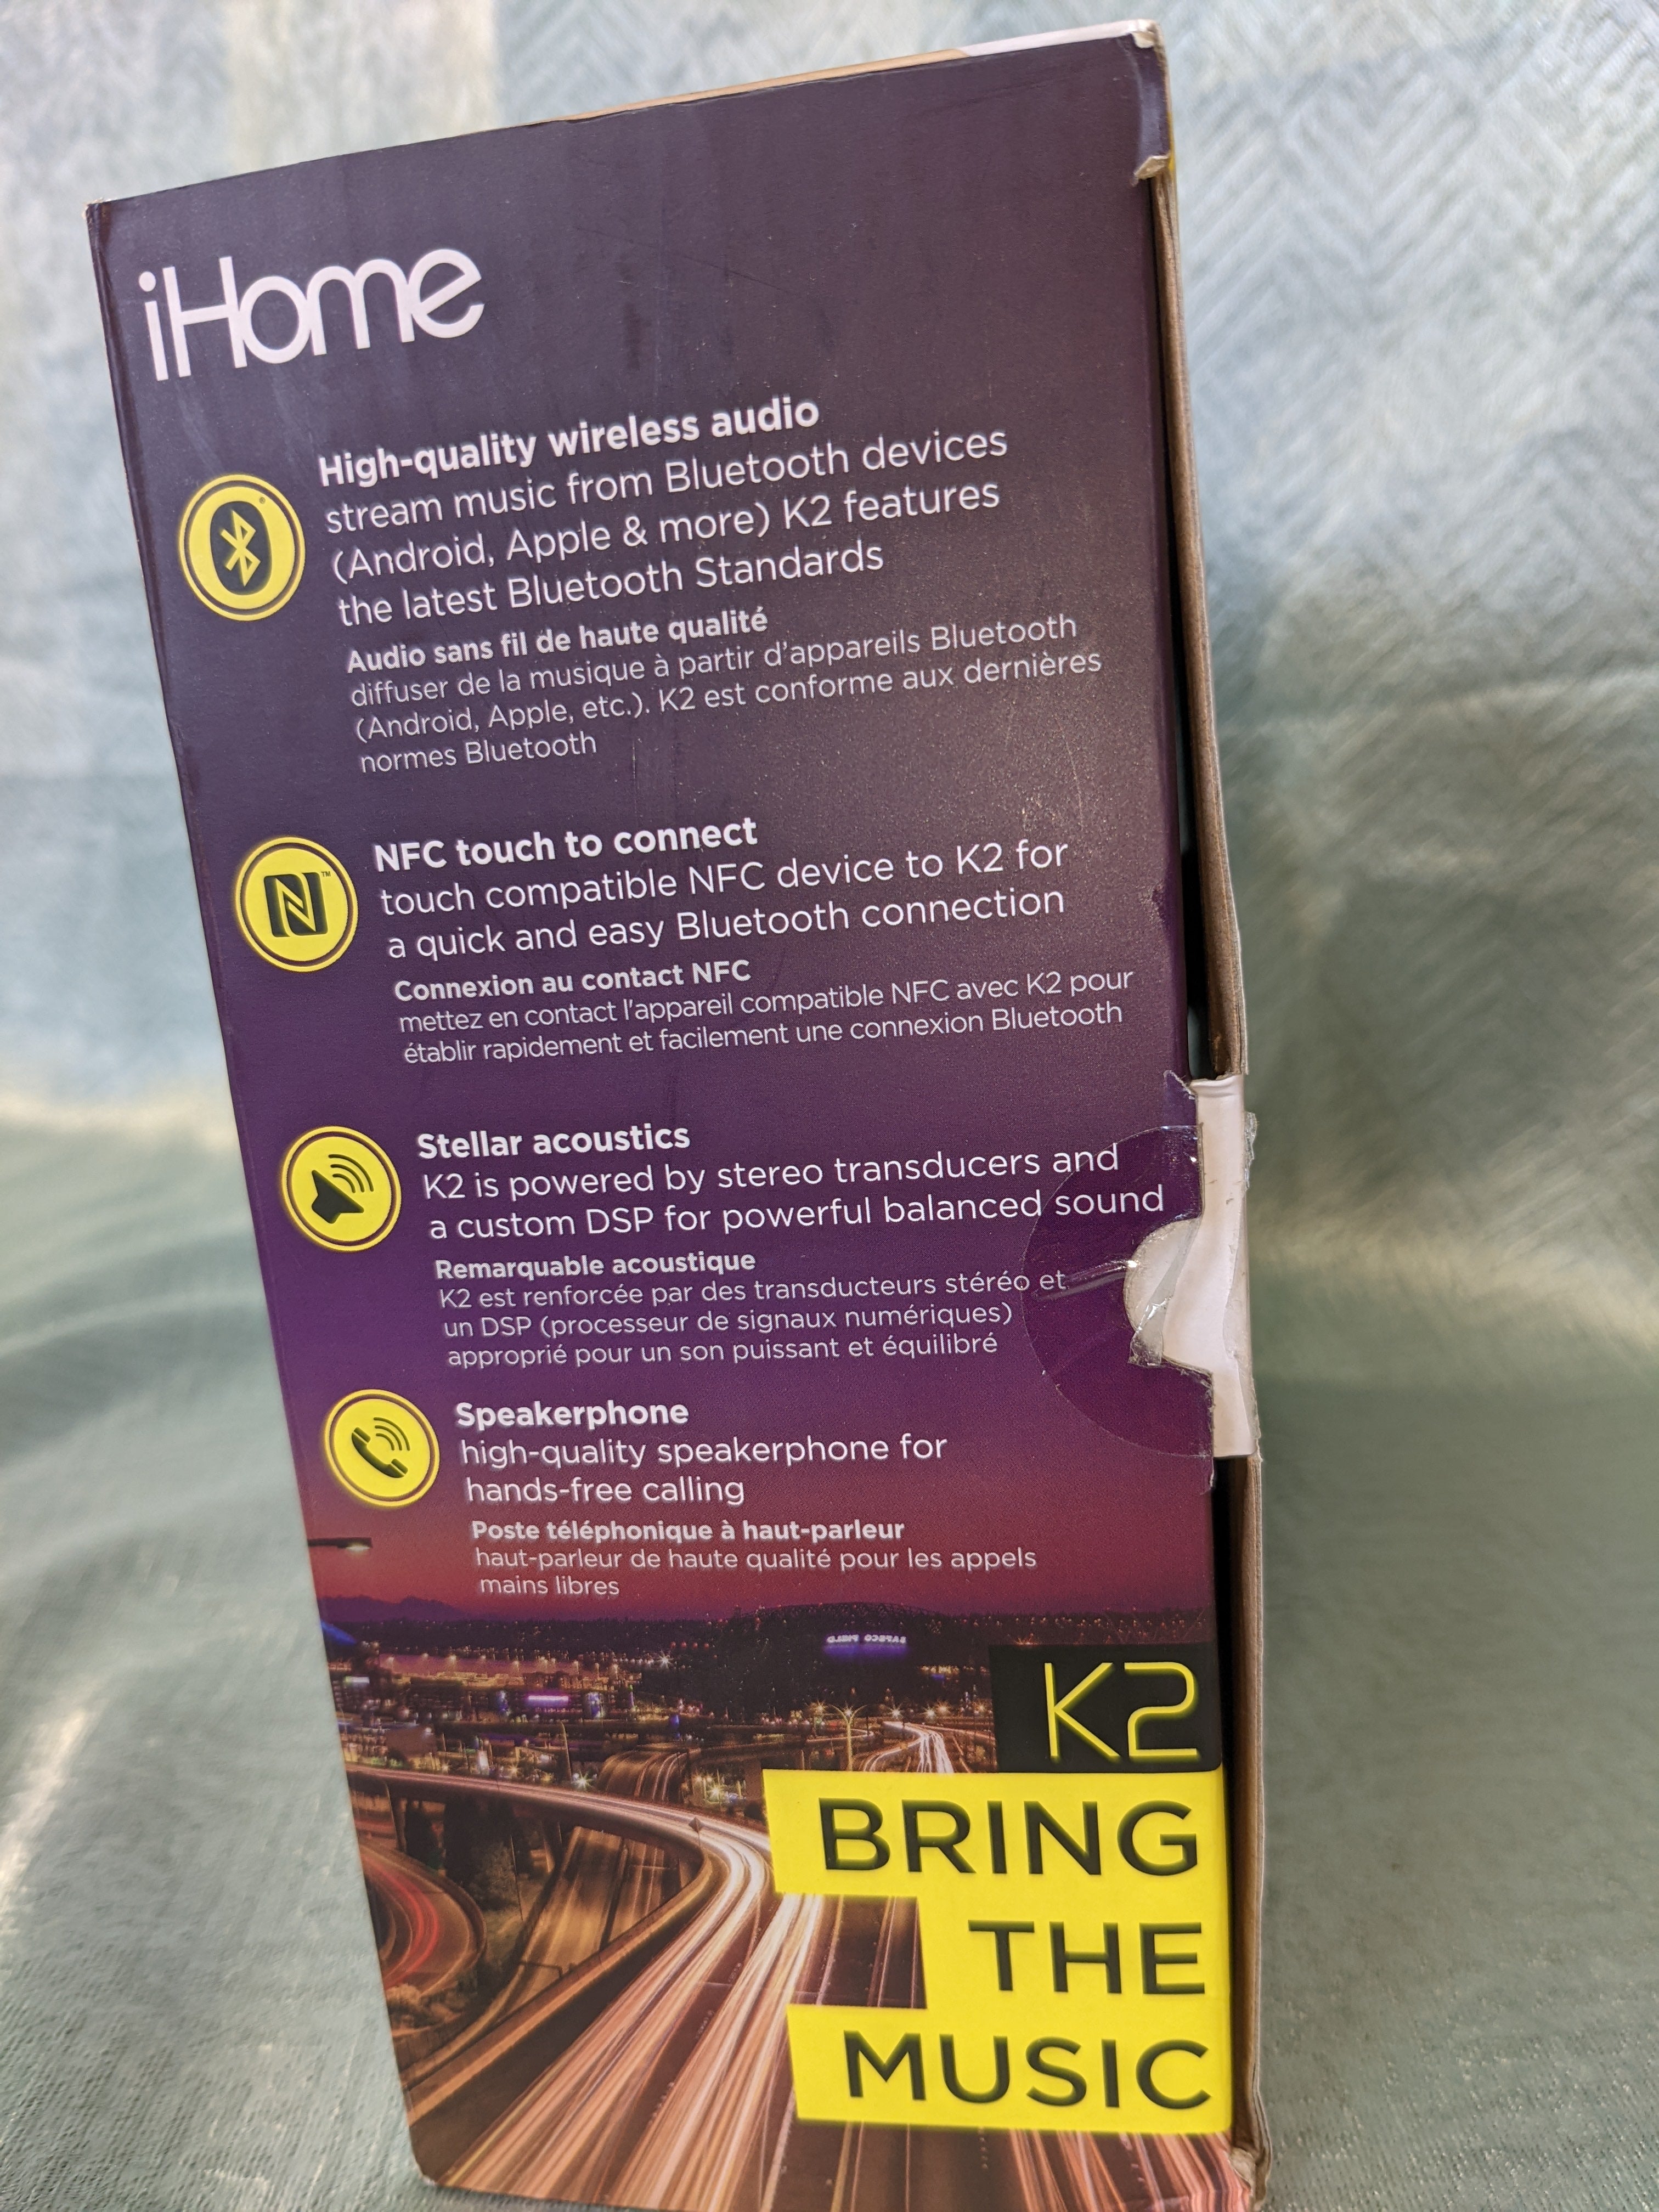 iHome
High-quality wireless audio
stream music from Bluetooth devices
(Android, Apple & more) K2 features
the latest Bluetooth Standards
Audio sans fil de haute qualité
diffuser de la musique à partir d'appareils Bluetooth
(Android, Apple, etc.). K2 est conforme aux dernières
normes Bluetooth
NFC touch to connect
touch compatible NFC device to K2 for
a quick and easy Bluetooth connection
Connexion au contact NFC
mettez en contact l'appareil compatible NFC avec K2 pour
établir rapidement et facilement une connexion Bluetooth
Stellar acoustics
K2 is powered by stereo transducers and
a custom DSP for powerful balanced sound
Remarquable acoustique
K2 est renforcée par des transducteurs stéréo et
un DSP (processeur de signaux numériques)
approprié pour un son puissant et équilibré
Speakerphone
high-quality speakerphone for
hands-free calling
Poste téléphonique à haut-parleur
haut-parleur de haute qualité pour les appels
mains libres
K2
BRING
THE
MUSIC